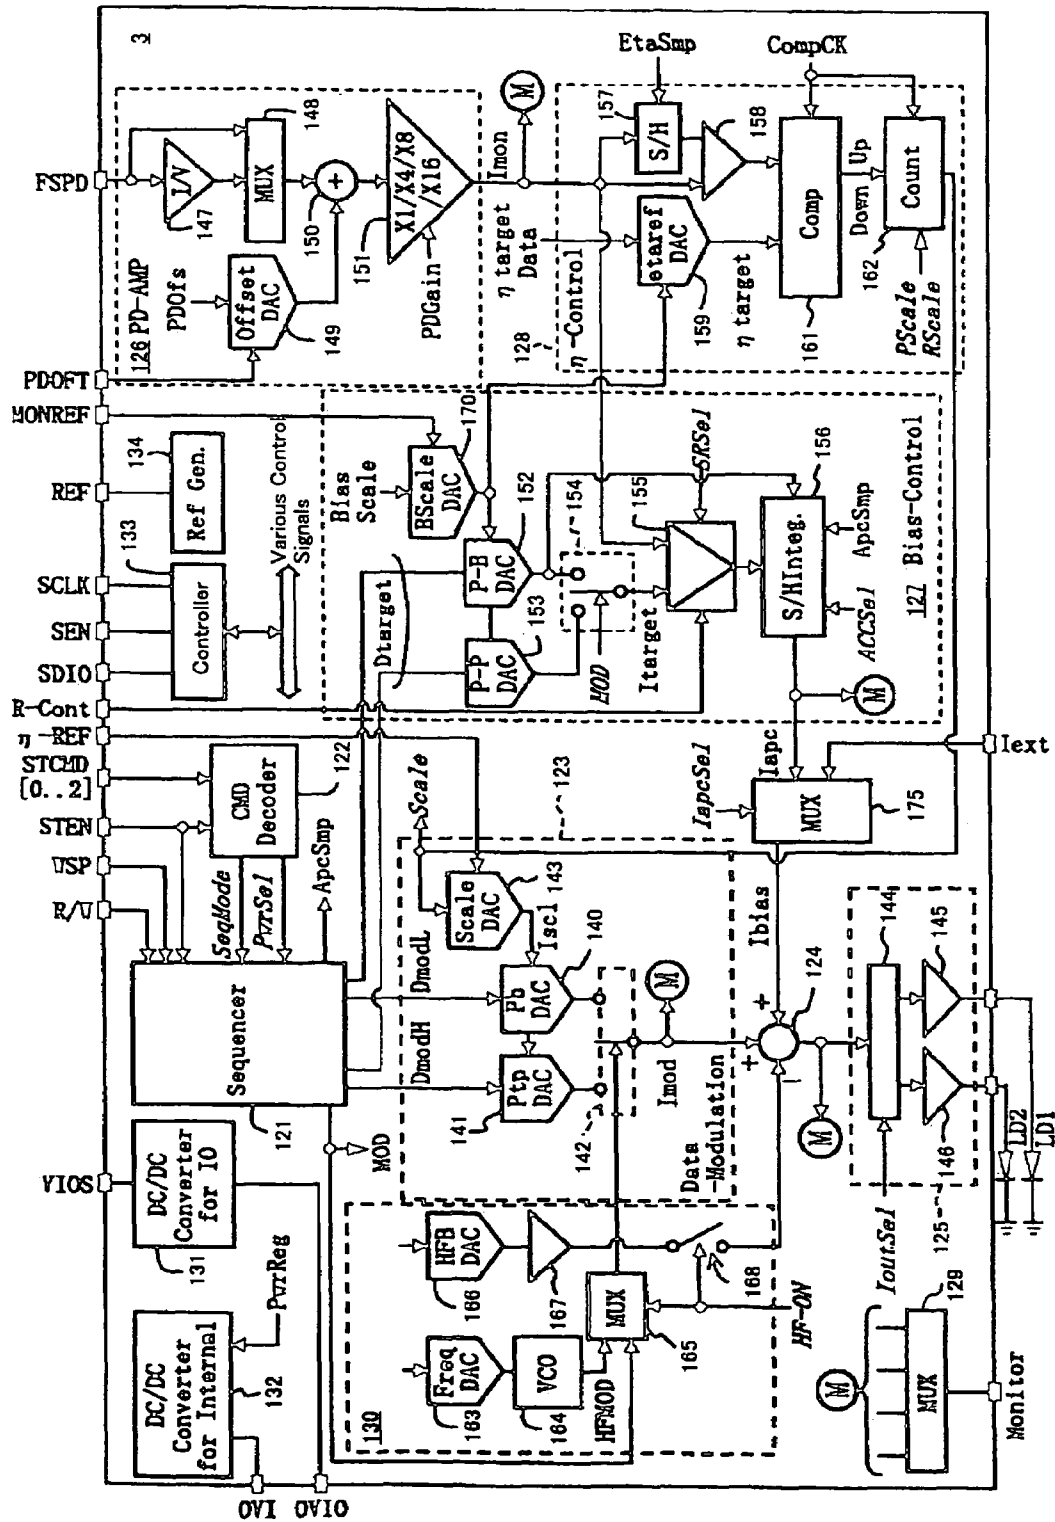 3
FSPD
PDOFT
MONREF
REF
SCLK
SEN
SDIO
R-Cont
η-REF
STCMD
[0..2]
STEN
WSP
R/W
VIOS
IVO
OIVO
126 PD-AMP
I/V
147
MUX
148
PDOfs
Offset
DAC
149
150
+
151
X1/X4/X8
/X16
PDGain
Imon
M
η target
Data
128
η-Control
EtaSmp
CompCK
157
S/H
158
etaref
DAC
159
η target
Comp
161
Down
Up
Count
162
PScale
RScale
134
Ref Gen.
133
Controller
Various Control
Signals
Bias
Scale
BScale
DAC
170
Dtarget
P-B
DAC
152
P-P
DAC
153
154
MOD
Itarget
155
SRSel
S/HInteg.
156
ACCSel
ApcSmp
127 Bias-Control
M
Iapc
IapcSel
MUX
175
Iext
CMD
Decoder
122
SeqMode
PwrSel
ApcSmp
Sequencer
121
MOD
DmodH
DmodL
123
Scale
Scale
DAC
143
Iscl
Pb
DAC
140
Ptp
DAC
141
142
M
Imod
Data
-Modulation
Ibias
+
+
−
124
M
144
145
146
125
IoutSel
LD2
LD1
DC/DC
Converter
for IO
131
DC/DC
Converter
for Internal
132
PwrReg
130
HFB
DAC
166
167
168
Freq
DAC
163
VCO
164
HFMOD
MUX
165
HF-ON
M
MUX
129
Monitor